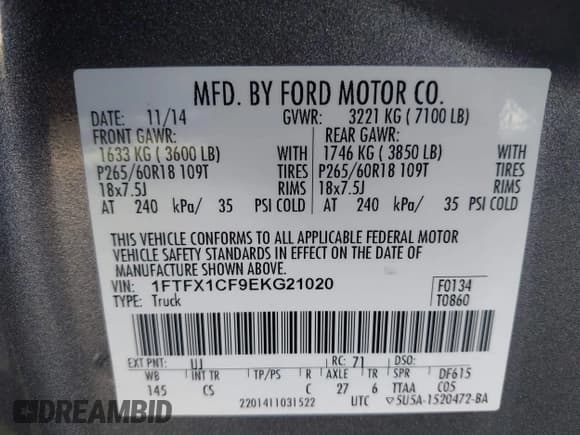 MFD. BY FORD MOTOR CO.
DATE: 11/14 GVWR: 3221 KG ( 7100 LB)
FRONT GAWR: REAR GAWR:
1633 KG ( 3600 LB) WITH 1746 KG ( 3850 LB) WITH
P265/60R18 109T TIRES P265/60R18 109T TIRES
18x7.5J RIMS 18x7.5J RIMS
AT 240 kPa/ 35 PSI COLD AT 240 kPa/ 35 PSI COLD
THIS VEHICLE CONFORMS TO ALL APPLICABLE FEDERAL MOTOR
VEHICLE SAFETY STANDARDS IN EFFECT ON THE DATE OF
MANUFACTURE SHOWN ABOVE.
VIN: 1FTFX1CF9EKG21020 F0134
TYPE: Truck T0860
EXT PNT: UJ RC: 71 DSO:
WB INT TR TP/PS R AXLE TR SPR DF615
145 CS C 27 6 TTAA C05
2201411031522 UTC 5U5A-1520472-BA
DREAMBID